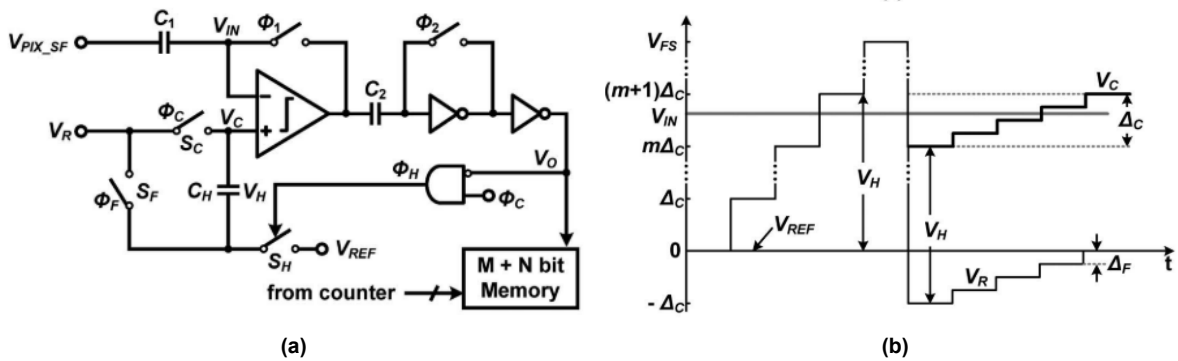 C1
VIN
Φ1
Φ2
VPIX_SF
C2
VR
ΦC
SC
VC
VO
ΦF
SF
CH
VH
ΦH
ΦC
SH
VREF
M + N bit
Memory
from counter
(a)
VFS
(m+1)ΔC
VIN
mΔC
ΔC
0
- ΔC
VREF
VH
VH
VC
ΔC
VR
ΔF
t
(b)